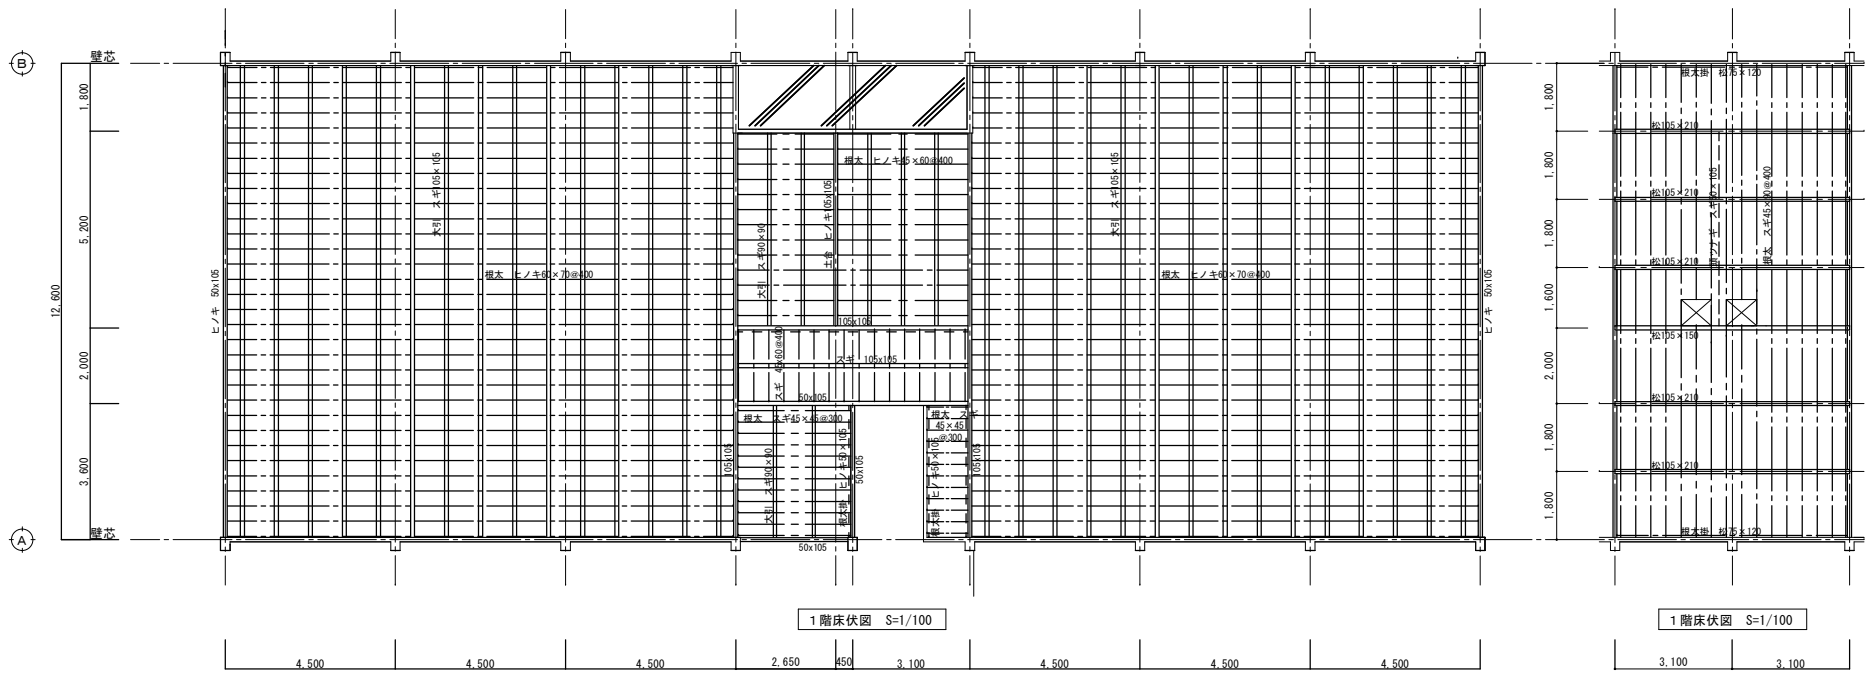 B
壁芯
1,800
5,200
12,600
2,000
3,600
A
壁芯
ヒノキ 50x105
大引 スギ105×105
根太 ヒノキ60×70@400
根太 ヒノキ45×60@400
大引 スギ90×90
土台 ヒノキ105x105
105x105
スギ 45x60@400
スギ 105x105
50x105
根太 スギ45×45@300
大引 スギ90×90
根太掛 ヒノキ50×105
105x105
50x105
50x105
根太 スギ
45×45
@300
根太掛 ヒノキ50×105
105x105
大引 スギ105×105
根太 ヒノキ60×70@400
ヒノキ 50x105
1階床伏図 S=1/100
4,500
4,500
4,500
2,650
450
3,100
4,500
4,500
4,500
1,800
1,800
1,800
1,600
2,000
1,800
1,800
根太掛 松75×120
松105×210
松105×210
松105×210
根太 スギ45×90@400
松105×150
松105×210
松105×210
根太掛 松75×120
1階床伏図 S=1/100
3,100
3,100